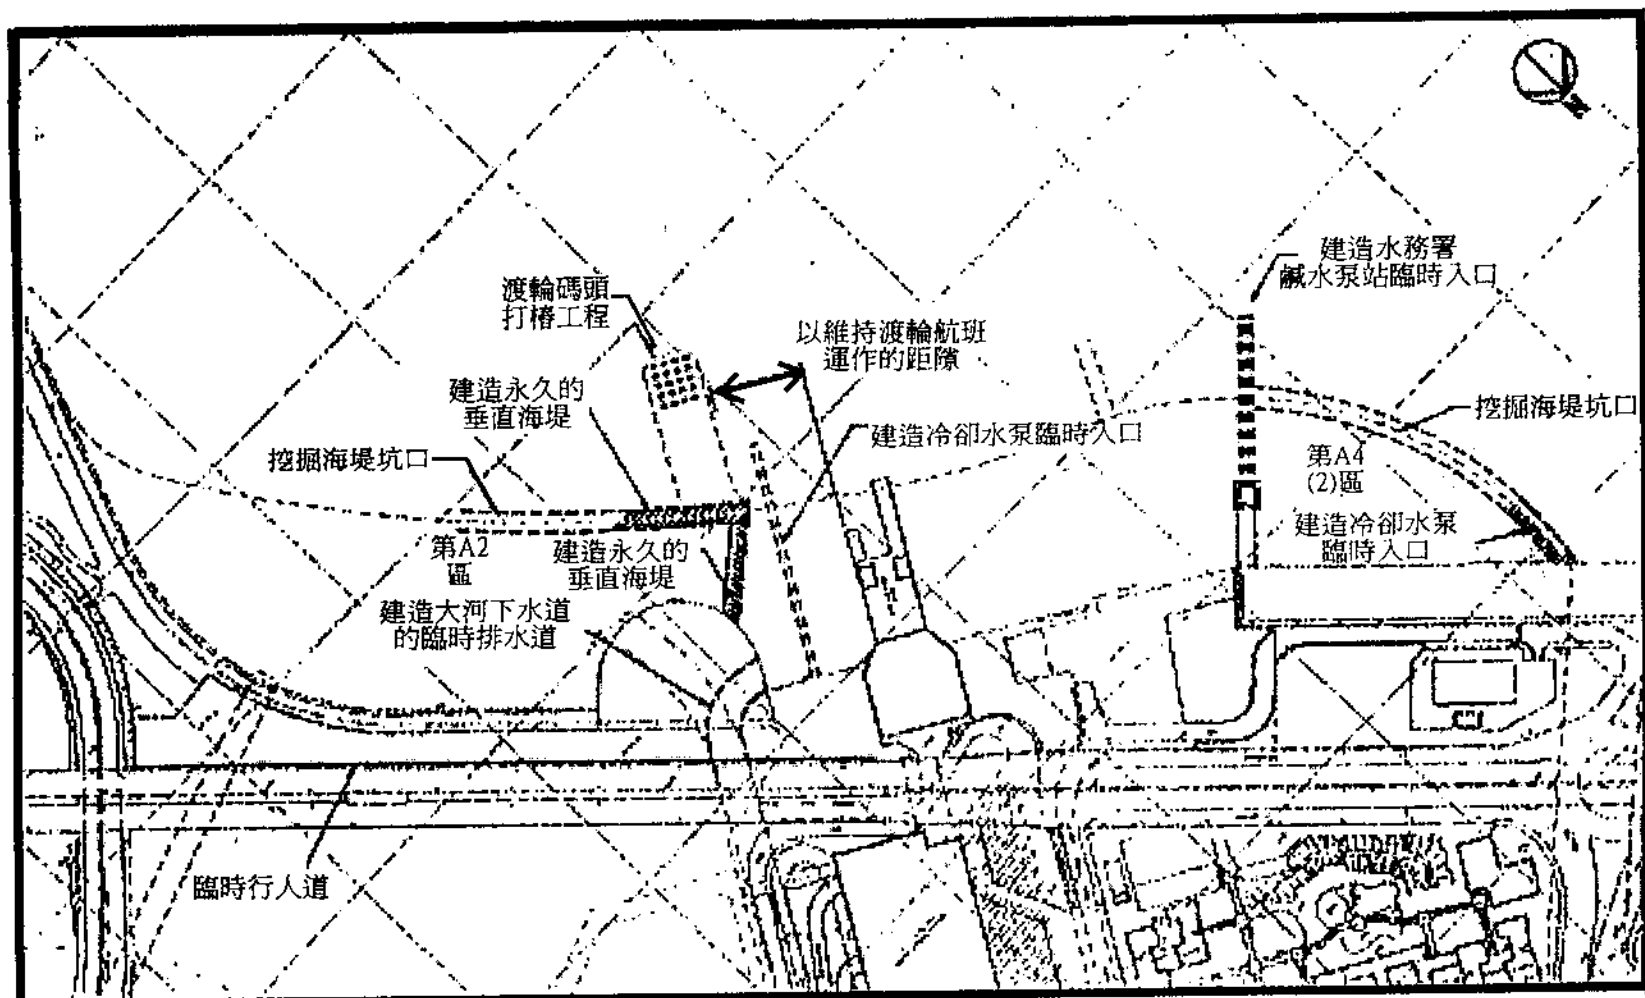 建造水務署
鹹水泵站臨時入口
渡輪碼頭
打樁工程
以維持渡輪航班
運作的距隙
建造永久的
垂直海堤
挖掘海堤坑口
建造冷卻水泵臨時入口
挖掘海堤坑口
第A4
(2)區
建造冷卻水泵
臨時入口
第A2
區
建造永久的
垂直海堤
建造大河下水道
的臨時排水道
臨時行人道